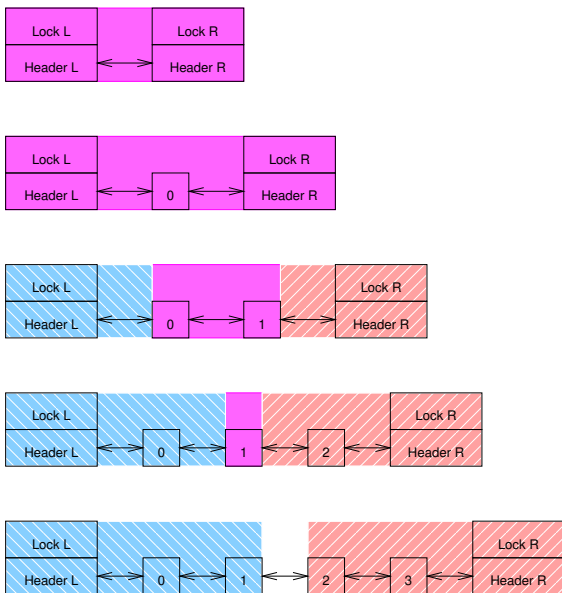 Lock L Lock R
Header L Header R
Lock L Lock R
Header L 0 Header R
Lock L Lock R
Header L 0 1 Header R
Lock L Lock R
Header L 0 1 2 Header R
Lock L Lock R
Header L 0 1 2 3 Header R